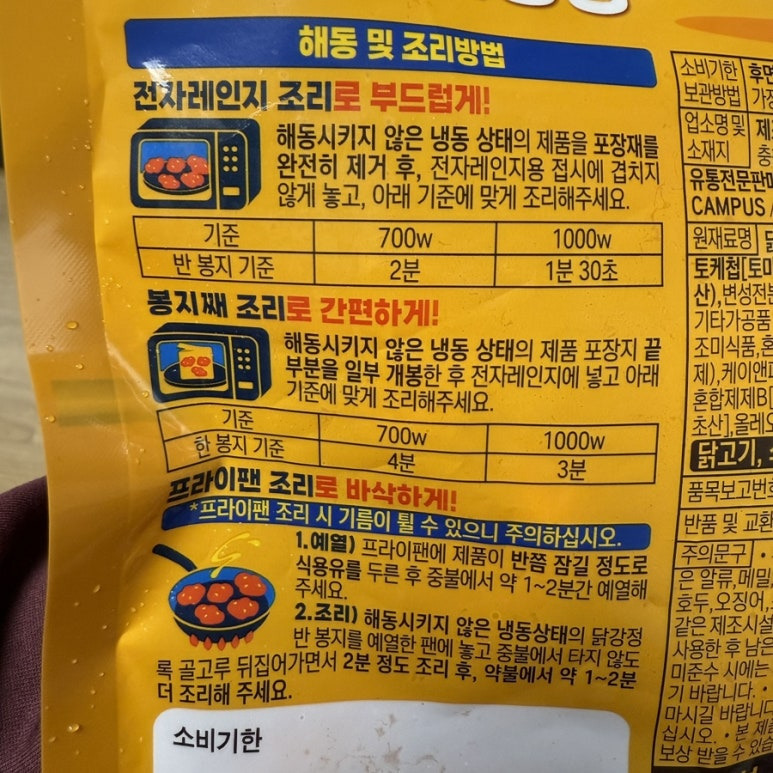 해동 및 조리방법
전자레인지 조리로 부드럽게!
해동시키지 않은 냉동 상태의 제품을 포장재를
완전히 제거 후, 전자레인지용 접시에 겹치지
않게 놓고, 아래 기준에 맞게 조리해주세요.
기준 700w 1000w
반 봉지 기준 2분 1분 30초
봉지째 조리로 간편하게!
해동시키지 않은 냉동 상태의 제품 포장지 끝
부분을 일부 개봉한 후 전자레인지에 넣고 아래
기준에 맞게 조리해주세요.
기준 700w 1000w
한 봉지 기준 4분 3분
프라이팬 조리로 바삭하게!
*프라이팬 조리 시 기름이 튈 수 있으니 주의하십시오.
1.예열) 프라이팬에 제품이 반쯤 잠길 정도로
식용유를 두른 후 중불에서 약 1~2분간 예열해
주세요.
2.조리) 해동시키지 않은 냉동상태의 닭강정
반 봉지를 예열한 팬에 놓고 중불에서 타지 않도
록 골고루 뒤집어가면서 2분 정도 조리 후, 약불에서 약 1~2분
더 조리해 주세요.
소비기한
소비기한 후면
보관방법 가정
업소명 및 제
소재지 충
유통전문판매
CAMPUS
원재료명
토케첩[토마
산),변성전분
기타가공품
조미식품,혼
제),케이앤피
혼합제제B[
초산],올레오
닭고기,
품목보고번호
반품 및 교환
주의문구 •
은 알류,메밀
호두,오징어,
같은 제조시설
사용한 후 남은
미준수 시에는
기 바랍니다. •
마시길 바랍니다
십시오. • 본 제품
보상 받을 수 있습